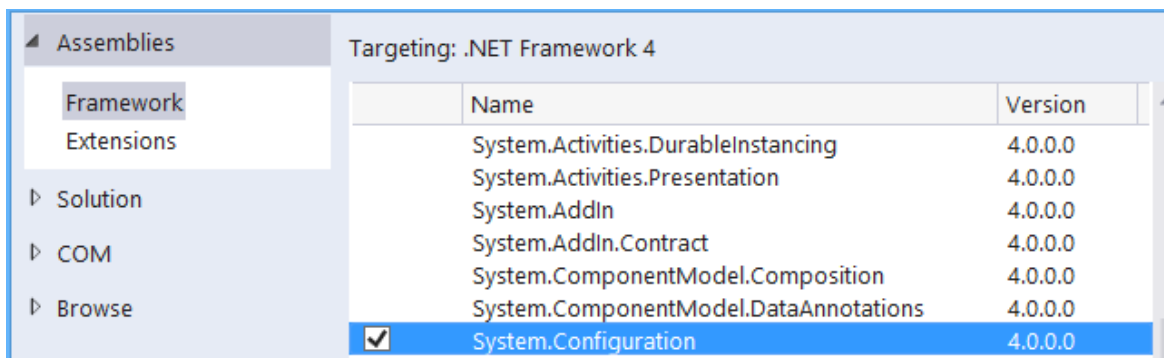 Assemblies
Framework
Extensions
Solution
COM
Browse
Targeting: .NET Framework 4
Name Version
System.Activities.DurableInstancing 4.0.0.0
System.Activities.Presentation 4.0.0.0
System.AddIn 4.0.0.0
System.AddIn.Contract 4.0.0.0
System.ComponentModel.Composition 4.0.0.0
System.ComponentModel.DataAnnotations 4.0.0.0
System.Configuration 4.0.0.0